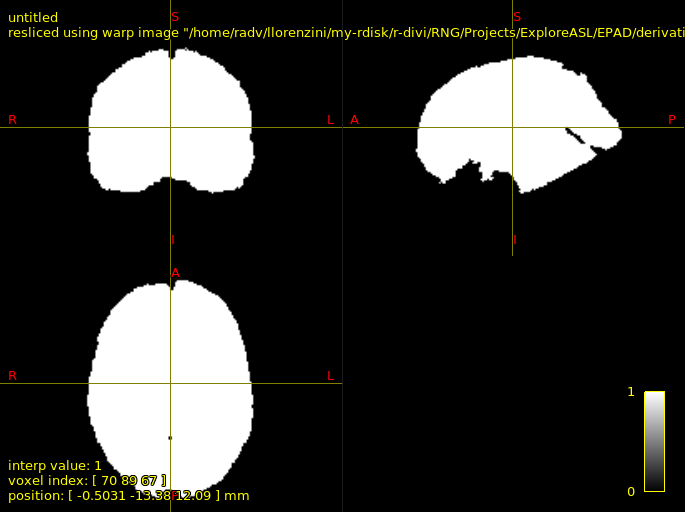 untitled
resliced using warp image "/home/radv/llorenzini/my-rdisk/r-divi/RNG/Projects/ExploreASL/EPAD/derivati
S
S
R
L
A
P
I
I
A
R
L
1
0
interp value: 1
voxel index: [ 70 89 67 ]
position: [ -0.5031 -13.38 12.09 ] mm